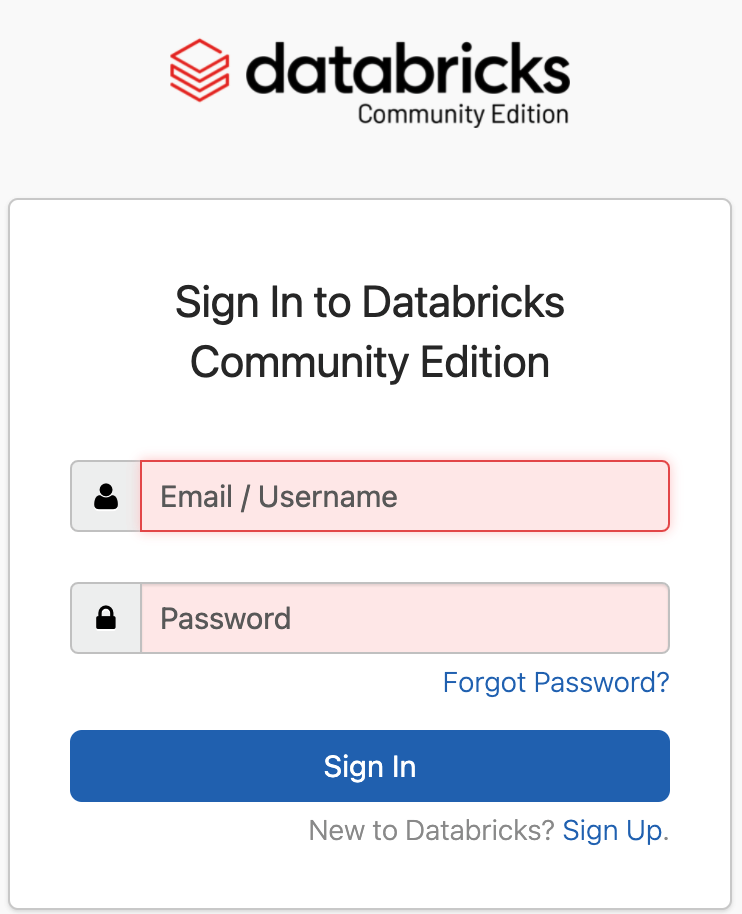 databricks
Community Edition
Sign In to Databricks
Community Edition
Email / Username
Password
Forgot Password?
Sign In
New to Databricks? Sign Up.